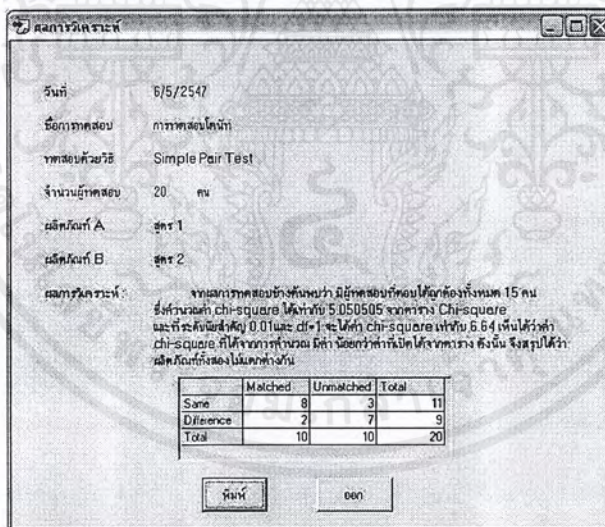 ผลการวิเคราะห์
วันที่ 6/5/2547
ชื่อการทดสอบ การทดสอบโดนัท
ทดสอบด้วยวิธี Simple Pair Test
จำนวนผู้ทดสอบ 20 คน
ผลิตภัณฑ์ A สูตร 1
ผลิตภัณฑ์ B สูตร 2
ผลการวิเคราะห์ : จากผลการทดสอบข้างต้นพบว่า มีผู้ทดสอบที่ตอบได้ถูกต้องทั้งหมด 15 คน
ซึ่งคำนวณค่า chi-square ได้เท่ากับ 5.050505 จากตาราง Chi-square
และที่ระดับนัยสำคัญ 0.01และ df=1 จะได้ค่า chi-square เท่ากับ 6.64 เห็นได้ว่าค่า
chi-square ที่ได้จากการคำนวณ มีค่า น้อยกว่าค่าที่เปิดได้จากตาราง ดังนั้น จึงสรุปได้ว่า
ผลิตภัณฑ์ทั้งสองไม่แตกต่างกัน
Matched Unmatched Total
Same 8 3 11
Difference 2 7 9
Total 10 10 20
พิมพ์ ออก